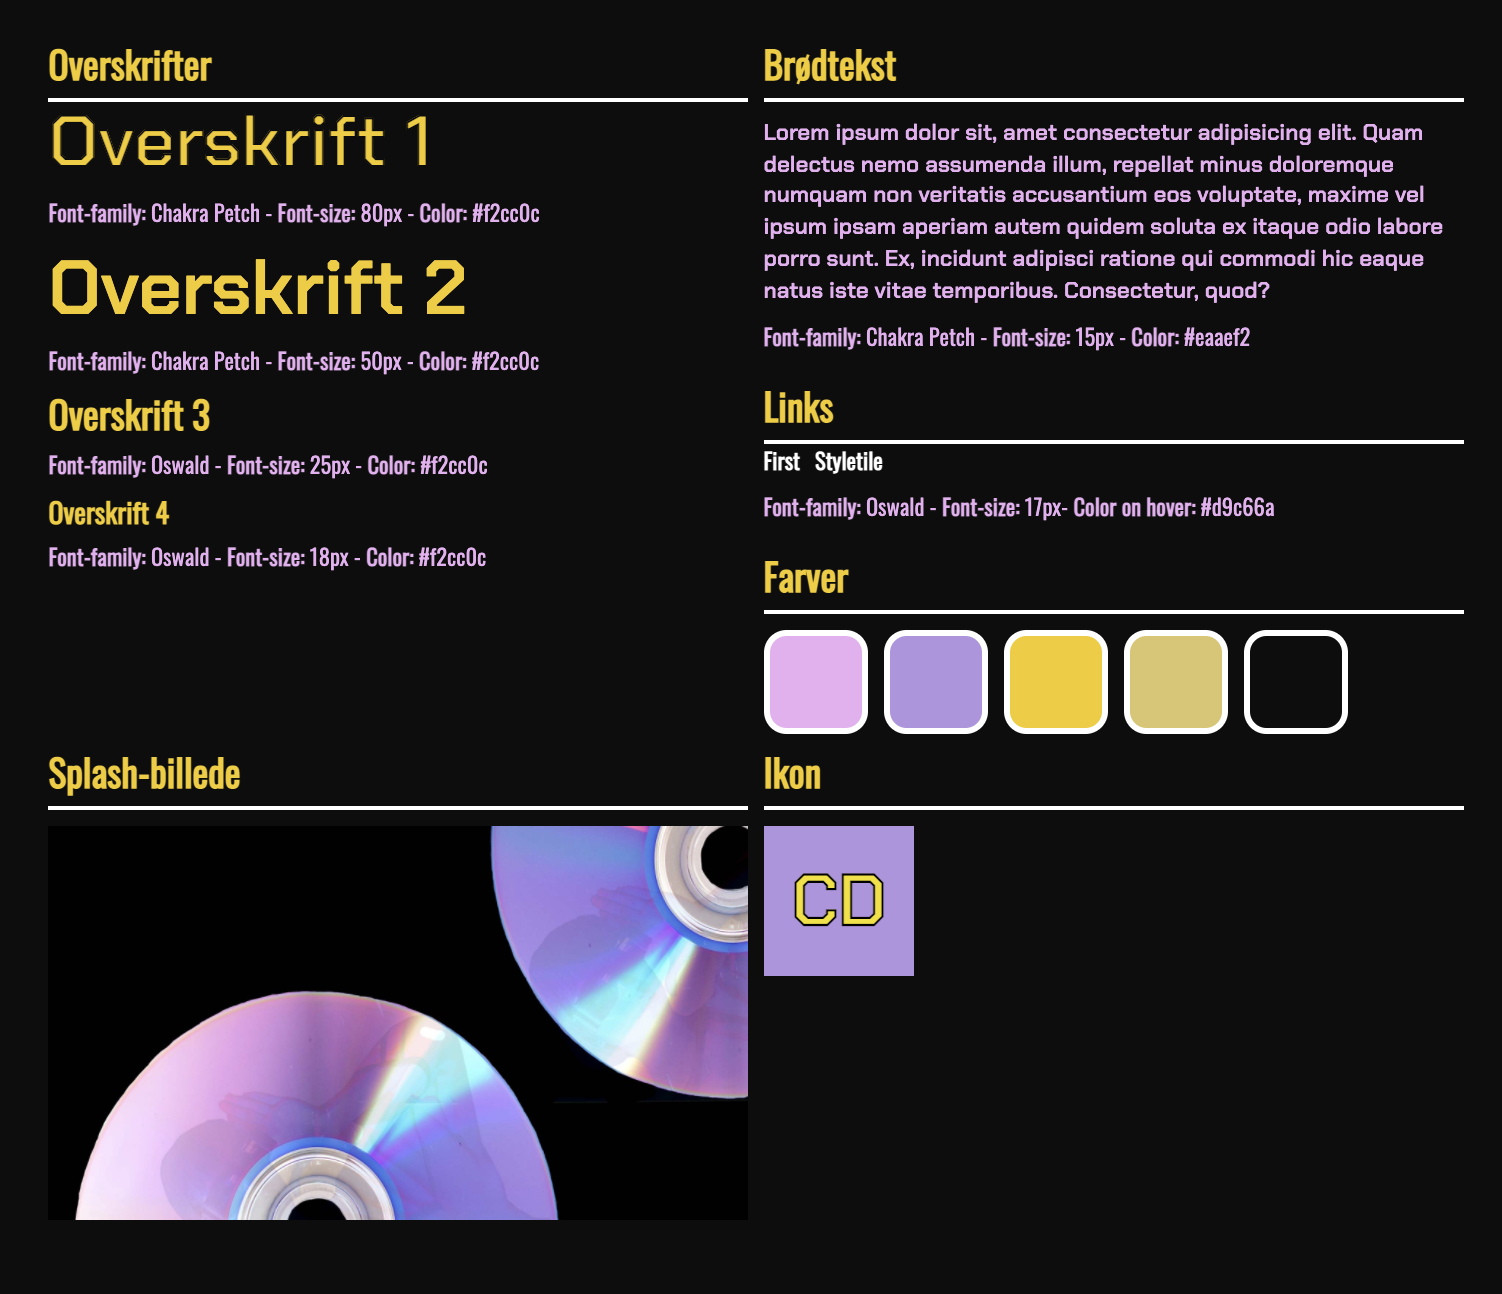 Overskrifter
Overskrift 1
Font-family: Chakra Petch - Font-size: 80px - Color: #f2cc0c
Overskrift 2
Font-family: Chakra Petch - Font-size: 50px - Color: #f2cc0c
Overskrift 3
Font-family: Oswald - Font-size: 25px - Color: #f2cc0c
Overskrift 4
Font-family: Oswald - Font-size: 18px - Color: #f2cc0c
Brødtekst
Lorem ipsum dolor sit, amet consectetur adipisicing elit. Quam
delectus nemo assumenda illum, repellat minus doloremque
numquam non veritatis accusantium eos voluptate, maxime vel
ipsum ipsam aperiam autem quidem soluta ex itaque odio labore
porro sunt. Ex, incidunt adipisci ratione qui commodi hic eaque
natus iste vitae temporibus. Consectetur, quod?
Font-family: Chakra Petch - Font-size: 15px - Color: #eaaef2
Links
First Styletile
Font-family: Oswald - Font-size: 17px- Color on hover: #d9c66a
Farver
Splash-billede
Ikon
CD